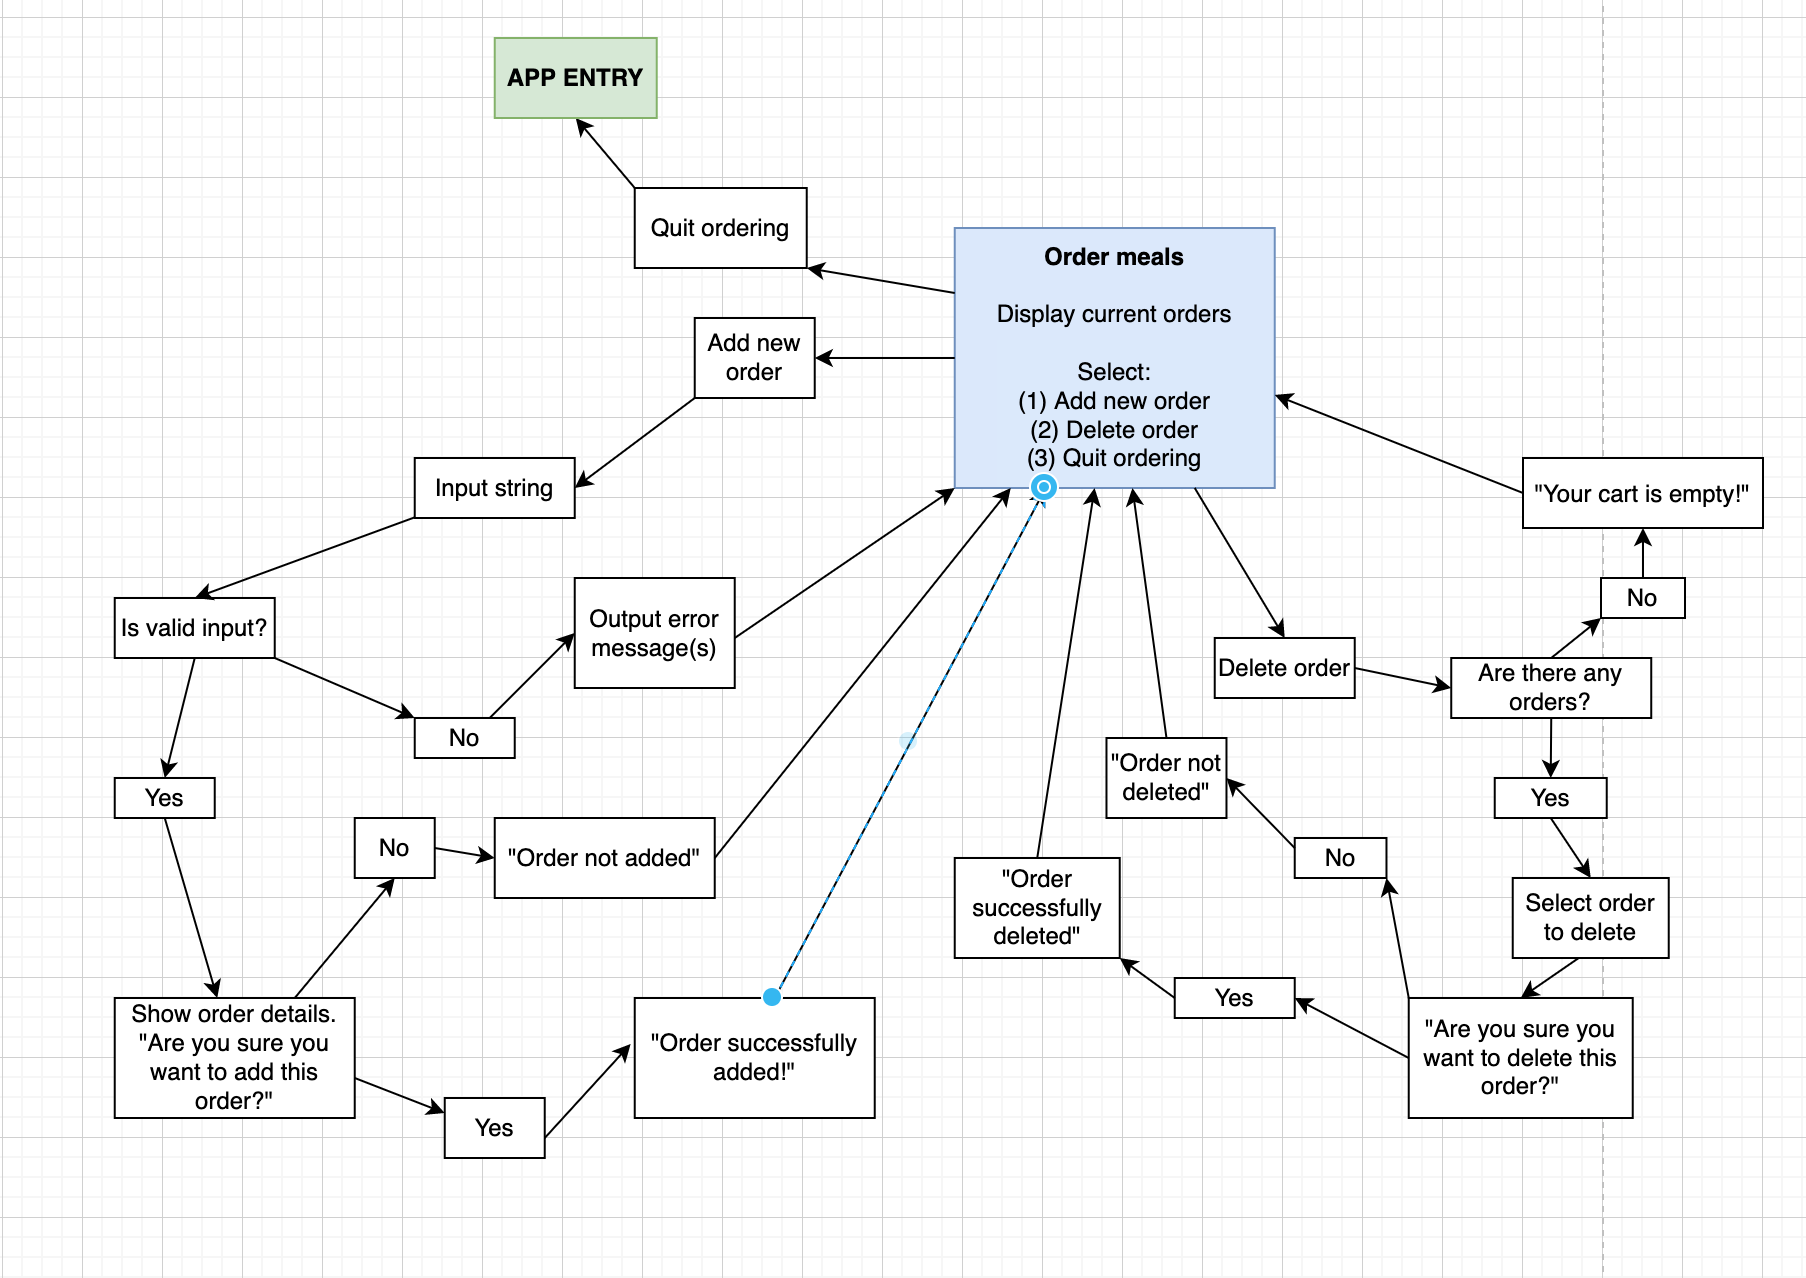 APP ENTRY
Quit ordering
Order meals
Display current orders
Select:
(1) Add new order
(2) Delete order
(3) Quit ordering
Add new
order
Input string
"Your cart is empty!"
Is valid input?
Output error
message(s)
No
Delete order
Are there any
orders?
No
Yes
"Order not
deleted"
Yes
No
"Order not added"
No
"Order
successfully
deleted"
Select order
to delete
Yes
Show order details.
"Are you sure you
want to add this
order?"
"Order successfully
added!"
"Are you sure you
want to delete this
order?"
Yes